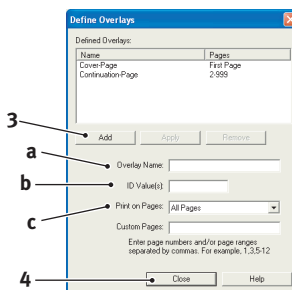 Define Overlays
Defined Overlays:
Name Pages
Cover-Page First Page
Continuation-Page 2-999
3 Add Apply Remove
a Overlay Name:
b ID Value(s):
c Print on Pages: All Pages
Custom Pages:
Enter page numbers and/or page ranges
separated by commas. For example, 1,3,5-12
4 Close Help